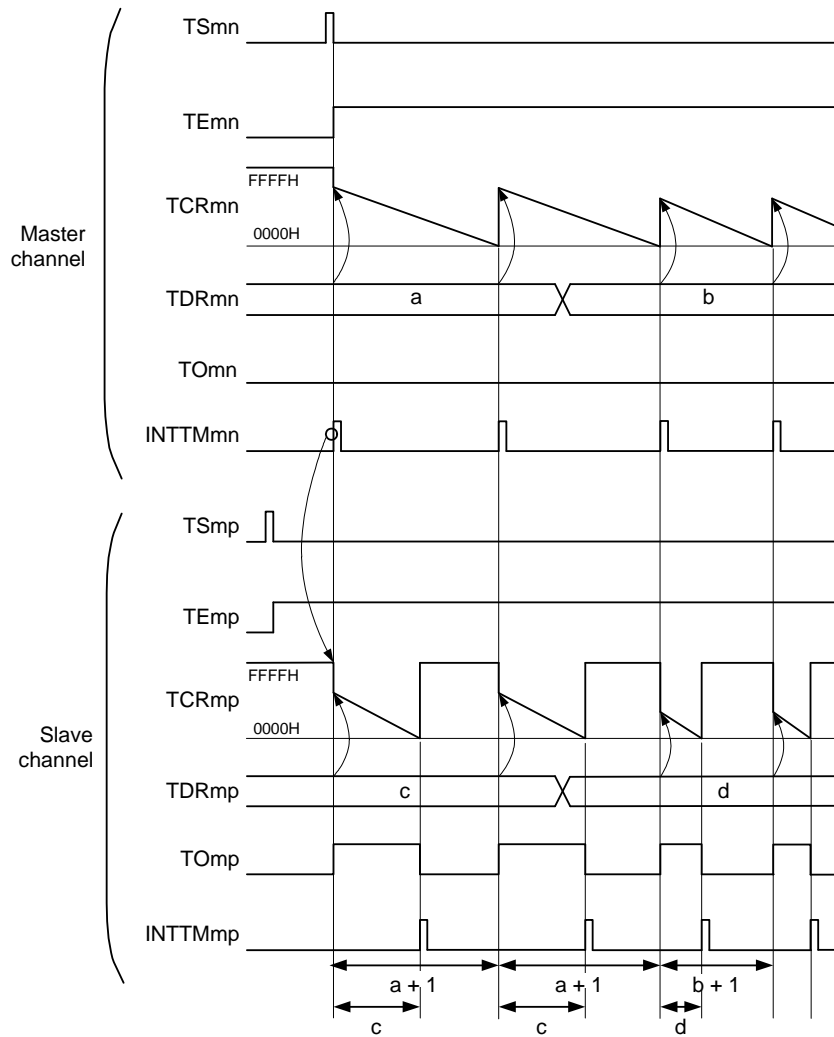 TSmn
TEmn
FFFFH
TCRmn
0000H
Master
channel
TDRmn
a
b
TOmn
INTTMmn
TSmp
TEmp
FFFFH
TCRmp
0000H
Slave
channel
TDRmp
c
d
TOmp
INTTMmp
a + 1
a + 1
b + 1
c
c
d